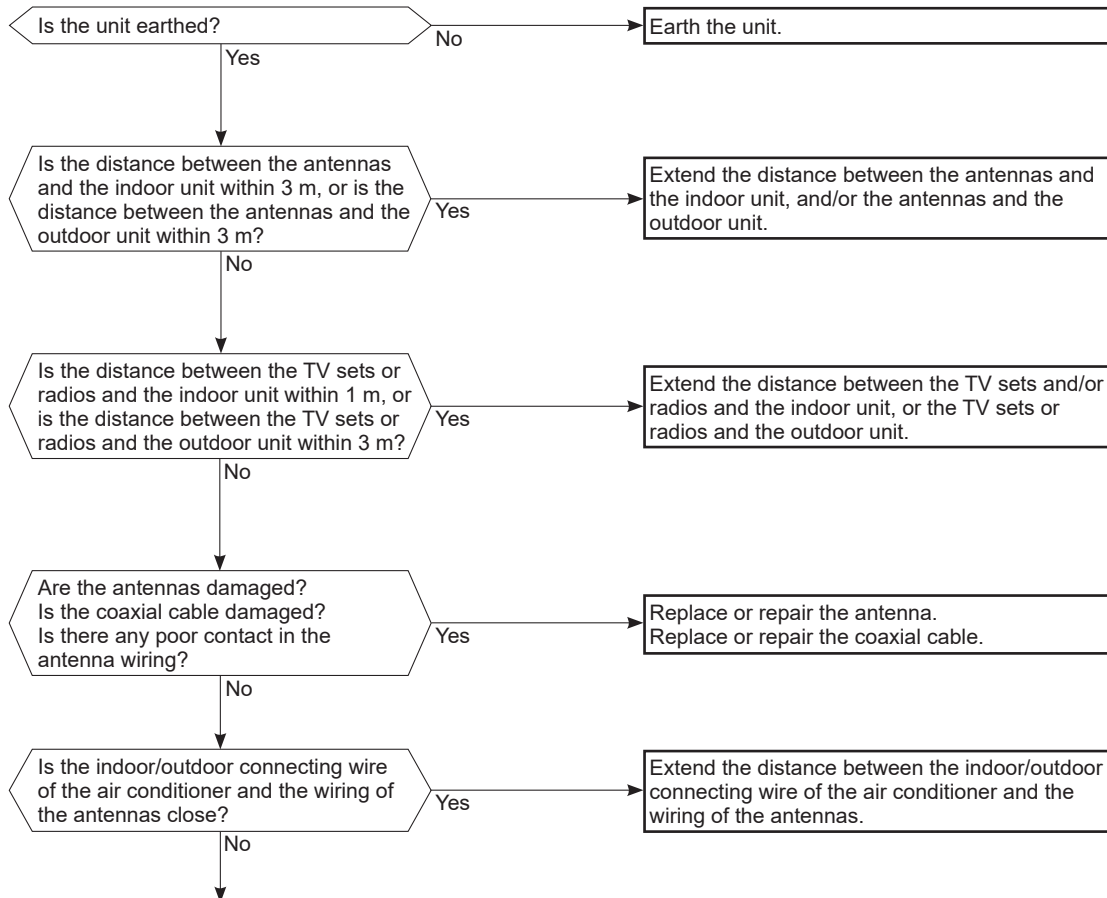 Is the unit earthed?
No
Earth the unit.
Yes
Is the distance between the antennas
and the indoor unit within 3 m, or is the
distance between the antennas and the
outdoor unit within 3 m?
Yes
Extend the distance between the antennas and
the indoor unit, and/or the antennas and the
outdoor unit.
No
Is the distance between the TV sets or
radios and the indoor unit within 1 m, or
is the distance between the TV sets or
radios and the outdoor unit within 3 m?
Yes
Extend the distance between the TV sets and/or
radios and the indoor unit, or the TV sets or
radios and the outdoor unit.
No
Are the antennas damaged?
Is the coaxial cable damaged?
Is there any poor contact in the
antenna wiring?
Yes
Replace or repair the antenna.
Replace or repair the coaxial cable.
No
Is the indoor/outdoor connecting wire
of the air conditioner and the wiring of
the antennas close?
Yes
Extend the distance between the indoor/outdoor
connecting wire of the air conditioner and the
wiring of the antennas.
No